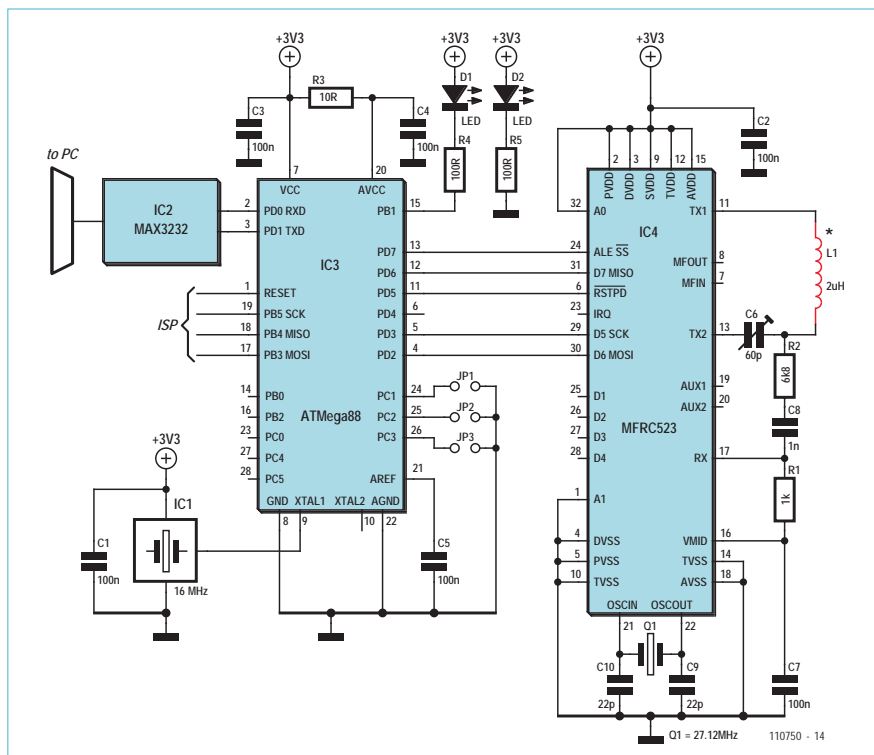 +3V3
+3V3
+3V3
+3V3
R3
10R
D1
D2
C3
100n
C4
100n
LED
LED
C2
100n
R4
100R
R5
100R
to PC
7
20
VCC
AVCC
2
3
9
12
15
PVDD
DVDD
SVDD
TVDD
AVDD
IC2
MAX3232
2
PD0 RXD
3
PD1 TXD
PB1
15
32
A0
TX1
11
IC3
IC4
*
L1
2uH
PD7
13
24
ALE SS
MFOUT
8
PD6
12
31
D7 MISO
MFIN
7
ISP
1
RESET
PD5
11
6
RSTPD
19
PB5 SCK
PD4
6
23
IRQ
C6
60p
18
PB4 MISO
PD3
5
29
D5 SCK
TX2
13
17
PB3 MOSI
PD2
4
30
D6 MOSI
R2
6k8
14
PB0
PC1
24
JP1
25
D1
AUX1
19
16
PB2
PC2
25
JP2
26
D2
AUX2
20
23
PC0
ATMega88
PC3
26
JP3
27
D3
C8
1n
27
PC4
28
D4
MFRC523
RX
17
28
PC5
AREF
21
R1
1k
+3V3
GND
XTAL1
XTAL2
AGND
8
9
10
22
1
A1
IC1
C1
100n
16 MHz
C5
100n
4
DVSS
VMID
16
5
PVSS
TVSS
14
10
TVSS
AVSS
18
OSCIN
OSCOUT
21
22
Q1
C10
22p
C9
22p
C7
100n
Q1 = 27.12MHz
110750 - 14